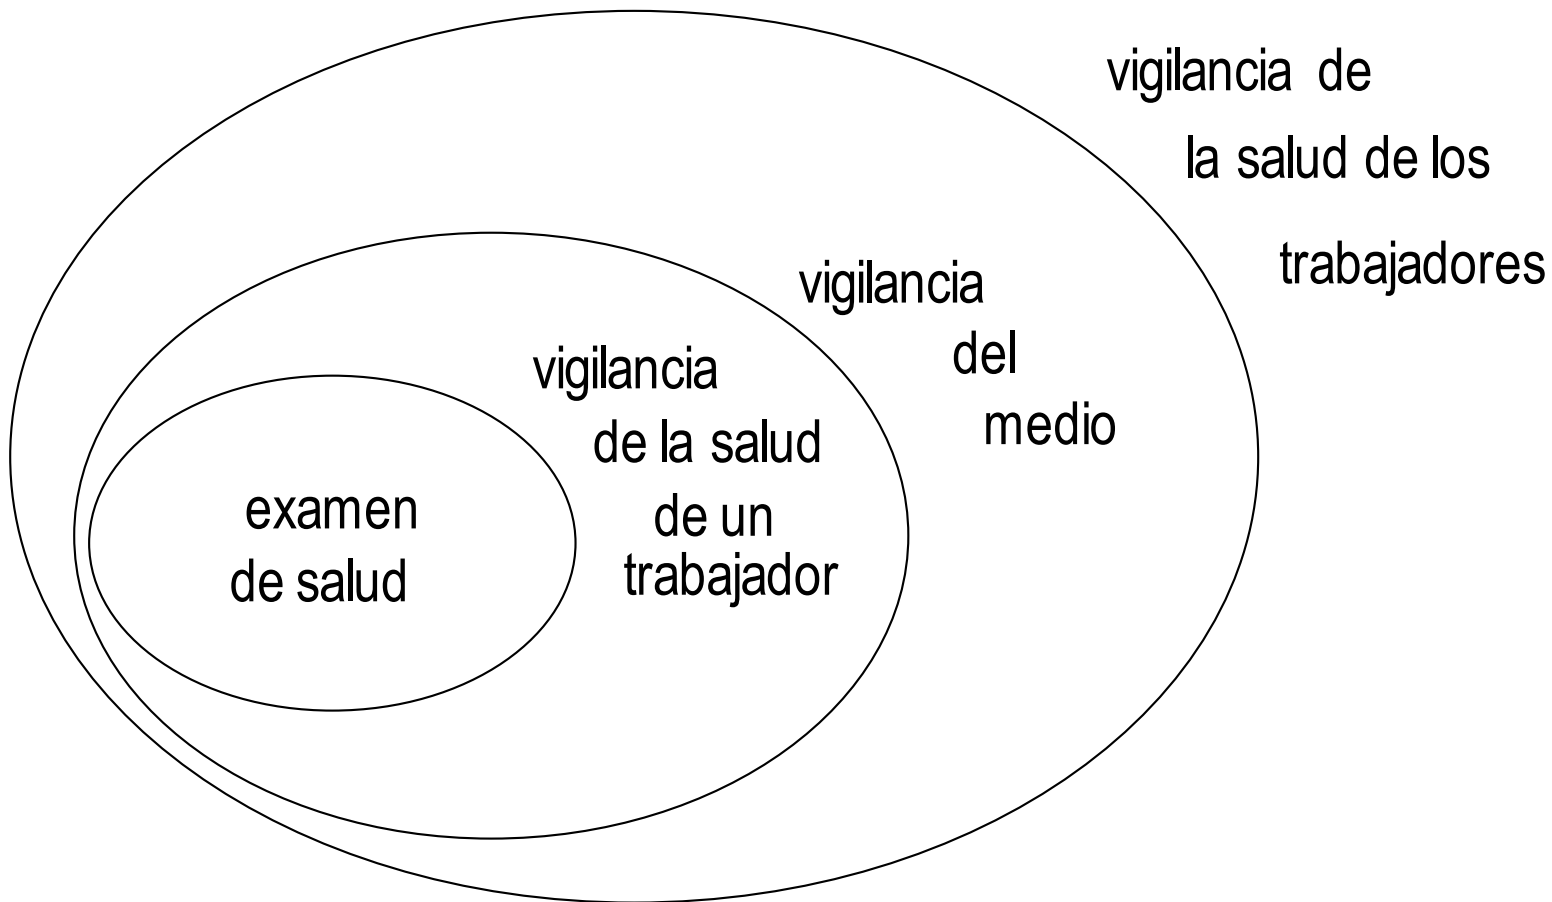 vigilancia de
la salud de los
trabajadores
vigilancia
del
medio
vigilancia
de la salud
de un
trabajador
examen
de salud